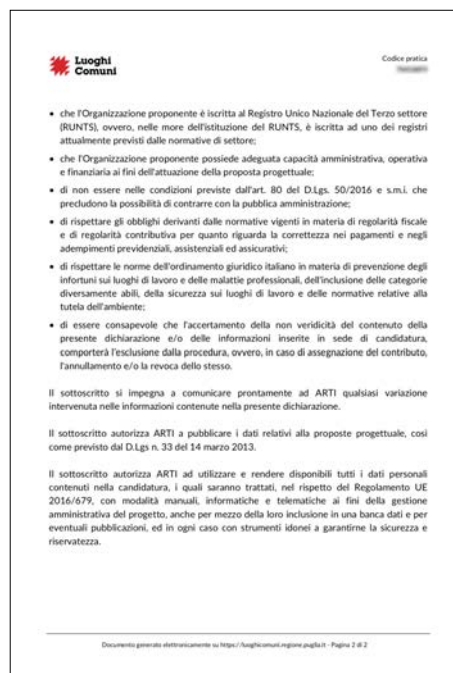 Luoghi
Comuni
Codice pratica
• che l'Organizzazione proponente è iscritta al Registro Unico Nazionale del Terzo settore
(RUNTS), ovvero, nelle more dell'istituzione del RUNTS, è iscritta ad uno dei registri
attualmente previsti dalle normative di settore;
• che l'Organizzazione proponente possiede adeguata capacità amministrativa, operativa
e finanziaria ai fini dell'attuazione della proposta progettuale;
• di non essere nelle condizioni previste dall'art. 80 del D.Lgs. 50/2016 e s.m.i. che
precludono la possibilità di contrarre con la pubblica amministrazione;
• di rispettare gli obblighi derivanti dalle normative vigenti in materia di regolarità fiscale
e di regolarità contributiva per quanto riguarda la correttezza nei pagamenti e negli
adempimenti previdenziali, assistenziali ed assicurativi;
• di rispettare le norme dell'ordinamento giuridico italiano in materia di prevenzione degli
infortuni sui luoghi di lavoro e delle malattie professionali, dell'inclusione delle categorie
diversamente abili, della sicurezza sui luoghi di lavoro e delle normative relative alla
tutela dell'ambiente;
• di essere consapevole che l'accertamento della non veridicità del contenuto della
presente dichiarazione e/o delle informazioni inserite in sede di candidatura,
comporterà l'esclusione dalla procedura, ovvero, in caso di assegnazione del contributo,
l'annullamento e/o la revoca dello stesso.
Il sottoscritto si impegna a comunicare prontamente ad ARTI qualsiasi variazione
intervenuta nelle informazioni contenute nella presente dichiarazione.
Il sottoscritto autorizza ARTI a pubblicare i dati relativi alla proposte progettuale, così
come previsto dal D.Lgs n. 33 del 14 marzo 2013.
Il sottoscritto autorizza ARTI ad utilizzare e rendere disponibili tutti i dati personali
contenuti nella candidatura, i quali saranno trattati, nel rispetto del Regolamento UE
2016/679, con modalità manuali, informatiche e telematiche ai fini della gestione
amministrativa del progetto, anche per mezzo della loro inclusione in una banca dati e per
eventuali pubblicazioni, ed in ogni caso con strumenti idonei a garantirne la sicurezza e
riservatezza.
Documento generato elettronicamente su https://luoghicomuni.regione.puglia.it - Pagina 2 di 2